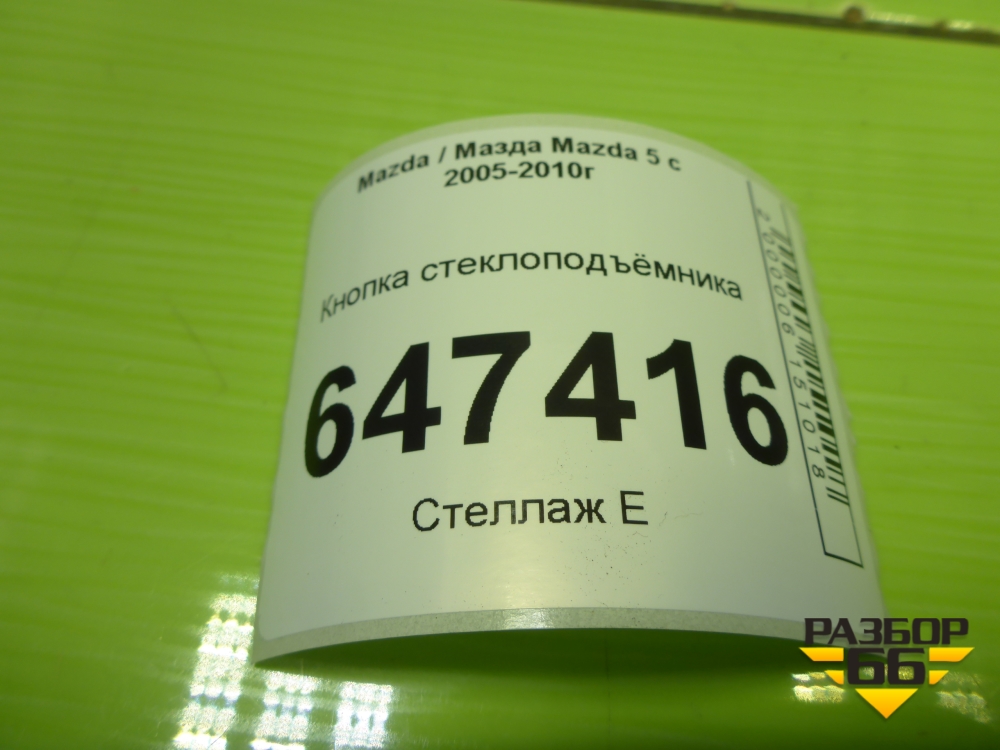 Mazda / Мазда Mazda 5 с
2005-2010г
Кнопка стеклоподъёмника
647416
Стеллаж Е
2000006151018
РАЗБОР
66